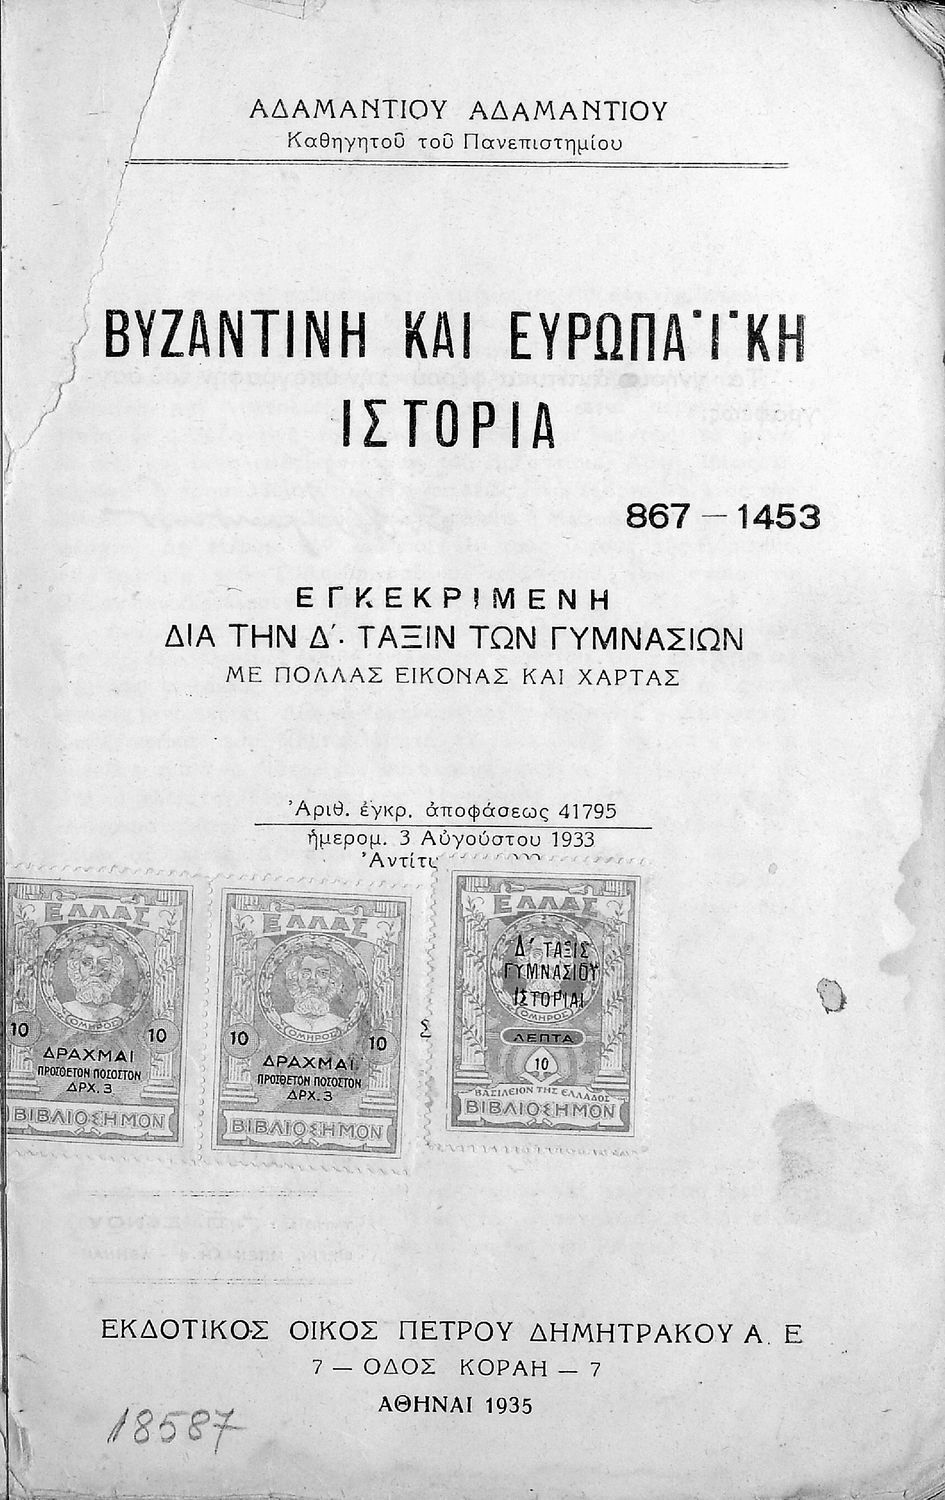 ΑΔΑΜΑΝΤΙΟΥ ΑΔΑΜΑΝΤΙΟΥ
Καθηγητοῦ τοῦ Πανεπιστημίου
ΒΥΖΑΝΤΙΝΗ ΚΑΙ ΕΥΡΩΠΑΪΚΗ
ΙΣΤΟΡΙΑ
867 — 1453
ΕΓΚΕΚΡΙΜΕΝΗ
ΔΙΑ ΤΗΝ Δ΄. ΤΑΞΙΝ ΤΩΝ ΓΥΜΝΑΣΙΩΝ
ΜΕ ΠΟΛΛΑΣ ΕΙΚΟΝΑΣ ΚΑΙ ΧΑΡΤΑΣ
Ἀριθ. ἐγκρ. ἀποφάσεως 41795
ἡμερομ. 3 Αὐγούστου 1933
Ἀντίτυ
ΕΛΛΑΣ
ΟΜΗΡΟΣ
10 10
ΔΡΑΧΜΑΙ
ΠΡΟΣΘΕΤΟΝ ΠΟΣΟΣΤΟΝ
ΔΡΧ. 3
ΒΙΒΛΙΟΣΗΜΟΝ
ΕΛΛΑΣ
ΟΜΗΡΟΣ
10 10
ΔΡΑΧΜΑΙ
ΠΡΟΣΘΕΤΟΝ ΠΟΣΟΣΤΟΝ
ΔΡΧ. 3
ΒΙΒΛΙΟΣΗΜΟΝ
Σ
ΕΛΛΑΣ
Δ΄ ΤΑΞΙΣ
ΓΥΜΝΑΣΙΟΥ
ΙΣΤΟΡΙΑΙ
ΟΜΗΡΟΣ
ΛΕΠΤΑ
10
ΒΑΣΙΛΕΙΟΝ ΤΗΣ ΕΛΛΑΔΟΣ
ΒΙΒΛΙΟΣΗΜΟΝ
ΕΚΔΟΤΙΚΟΣ ΟΙΚΟΣ ΠΕΤΡΟΥ ΔΗΜΗΤΡΑΚΟΥ Α. Ε
7 — ΟΔΟΣ ΚΟΡΑΗ — 7
ΑΘΗΝΑΙ 1935
18587